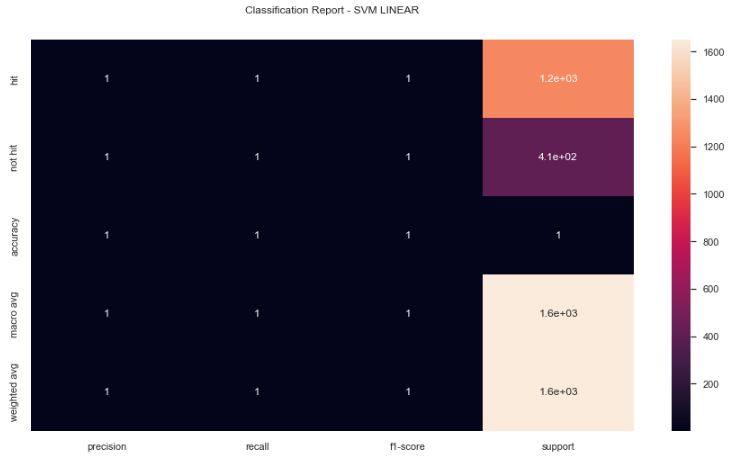 Classification Report - SVM LINEAR
hit 1 1 1 1.2e+03
not hit 1 1 1 4.1e+02
accuracy 1 1 1 1
macro avg 1 1 1 1.6e+03
weighted avg 1 1 1 1.6e+03
precision recall f1-score support
1600
1400
1200
1000
800
600
400
200